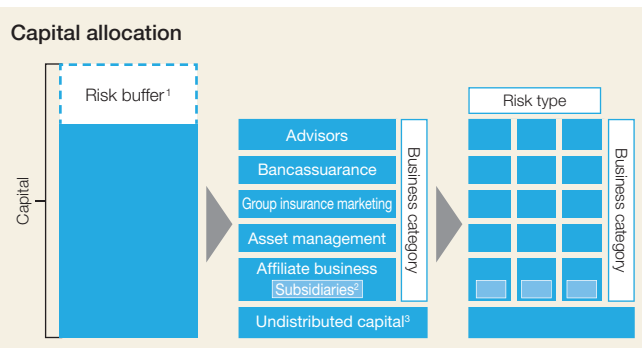 Capital allocation
Capital
Risk buffer¹
Advisors
Bancassuarance
Group insurance marketing
Asset management
Affiliate business
Subsidiaries²
Business category
Undistributed capital³
Risk type
Business category